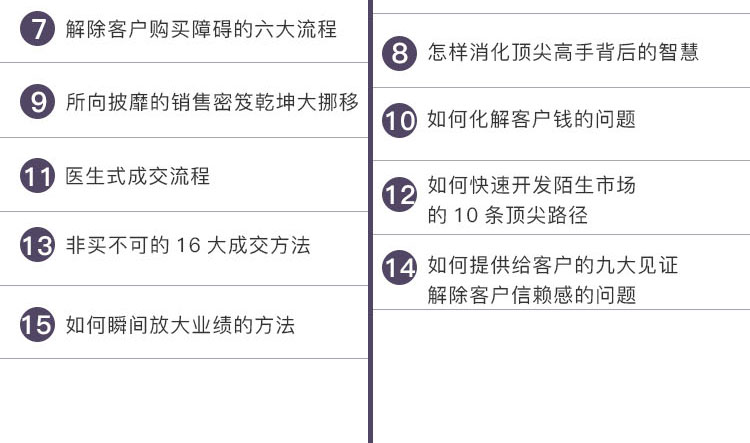 7 解除客户购买障碍的六大流程
8 怎样消化顶尖高手背后的智慧
9 所向披靡的销售密笈乾坤大挪移
10 如何化解客户钱的问题
11 医生式成交流程
12 如何快速开发陌生市场
的 10 条顶尖路径
13 非买不可的 16 大成交方法
14 如何提供给客户的九大见证
解除客户信赖感的问题
15 如何瞬间放大业绩的方法